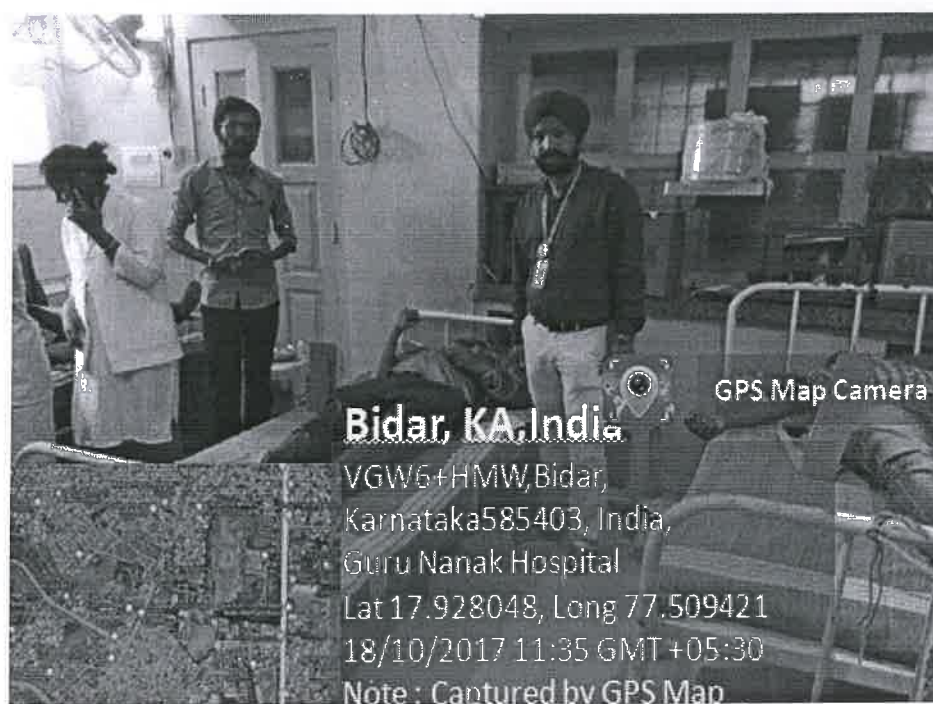 GPS Map Camera
Bidar, KA,India
VGW6+HMW,Bidar,
Karnataka585403, India,
Guru Nanak Hospital
Lat 17.928048, Long 77.509421
18/10/2017 11:35 GMT +05:30
Note : Captured by GPS Map